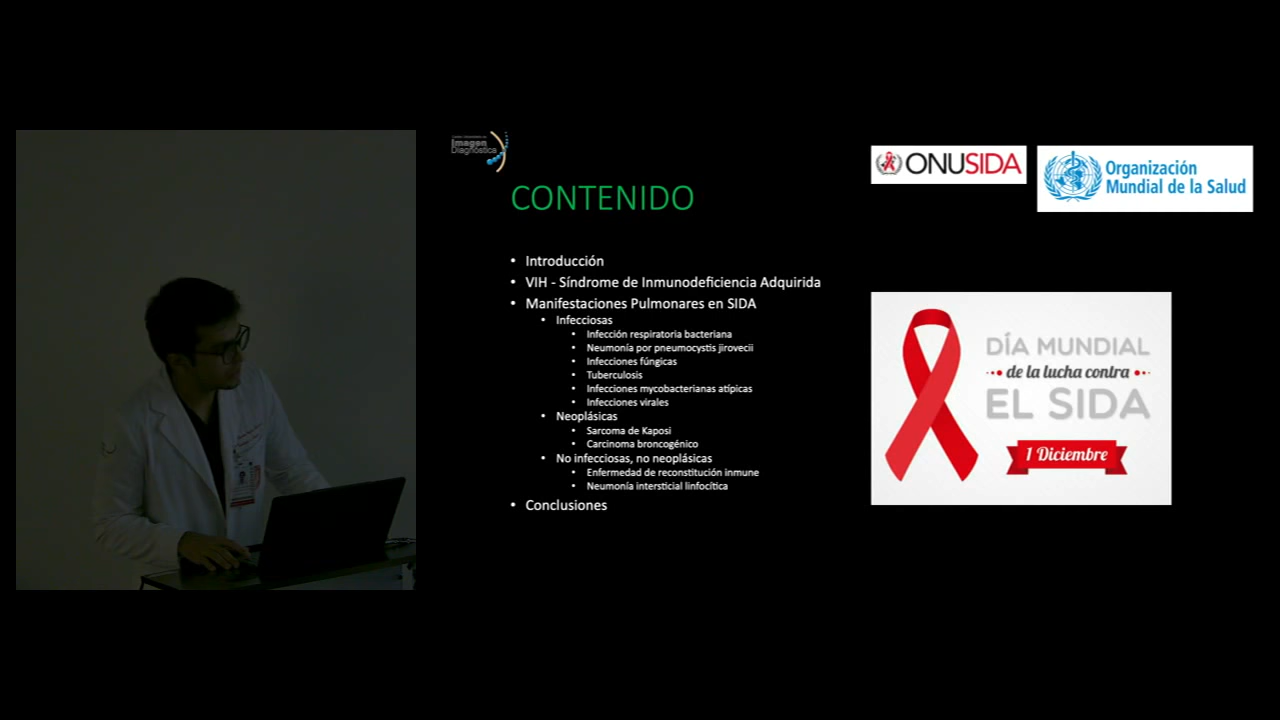 Imagen
Diagnóstica
CONTENIDO
• Introducción
• VIH - Síndrome de Inmunodeficiencia Adquirida
• Manifestaciones Pulmonares en SIDA
• Infecciosas
• Infección respiratoria bacteriana
• Neumonía por pneumocystis jirovecii
• Infecciones fúngicas
• Tuberculosis
• Infecciones mycobacterianas atípicas
• Infecciones virales
• Neoplásicas
• Sarcoma de Kaposi
• Carcinoma broncogénico
• No infecciosas, no neoplásicas
• Enfermedad de reconstitución inmune
• Neumonía intersticial linfocítica
• Conclusiones
ONUSIDA
Organización
Mundial de la Salud
DÍA MUNDIAL
de la lucha contra
EL SIDA
1 Diciembre